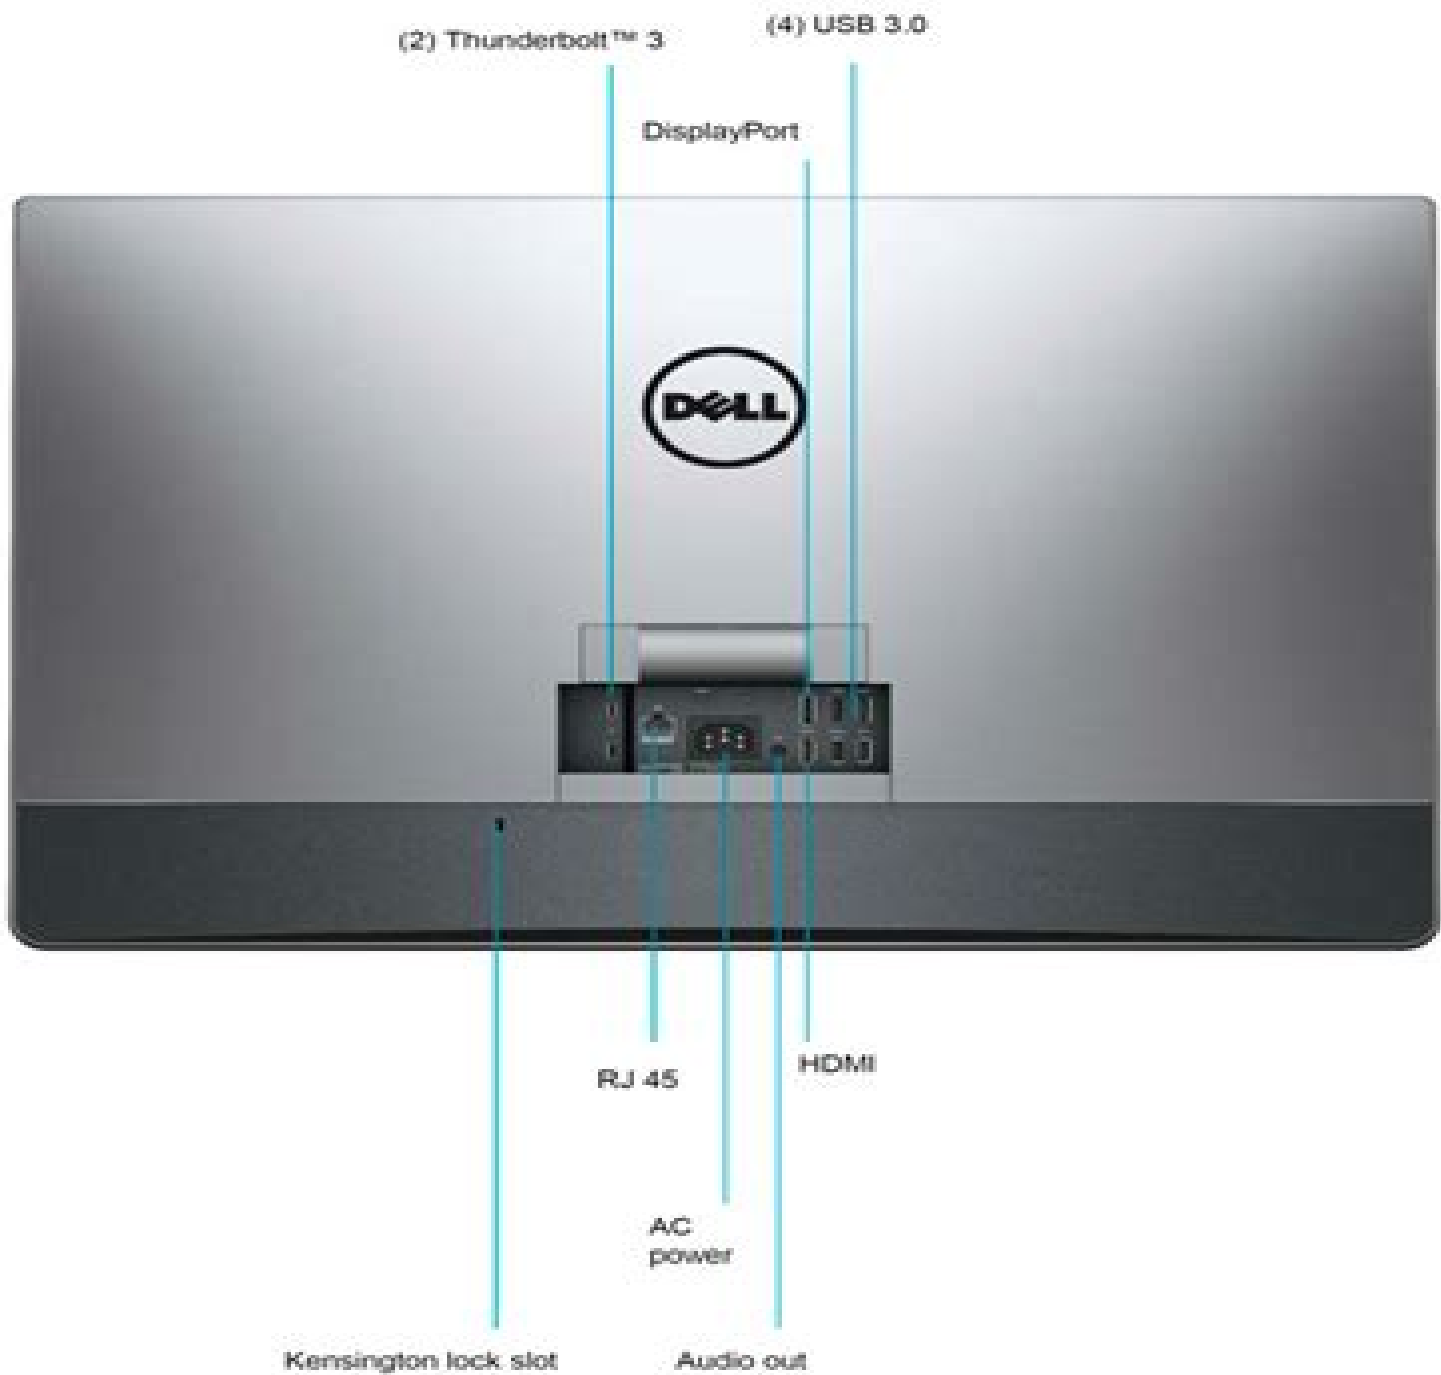 (2) Thunderbolt™ 3
(4) USB 3.0
DisplayPort
DELL
RJ 45
HDMI
AC
power
Kensington lock slot
Audio out